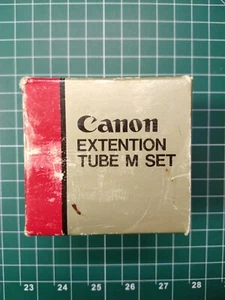 Canon
EXTENTION
TUBE M SET
23 24 25 26 27 28